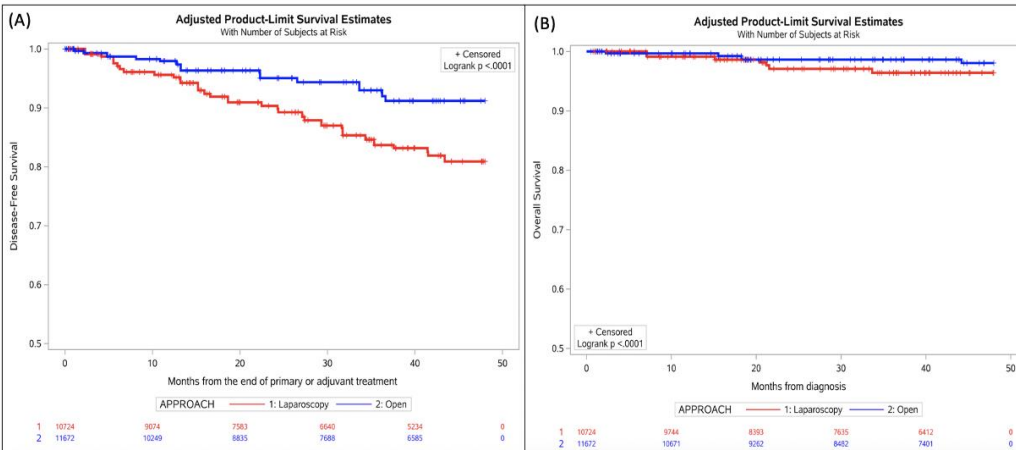 (A)
Adjusted Product-Limit Survival Estimates
With Number of Subjects at Risk
+ Censored
Logrank p <.0001
1.0
0.9
0.8
0.7
0.6
0.5
Disease-Free Survival
0 10 20 30 40 50
Months from the end of primary or adjuvant treatment
APPROACH 1: Laparoscopy 2: Open
1 10724 9074 7583 6640 5234 0
2 11672 10249 8835 7688 6585 0
(B)
Adjusted Product-Limit Survival Estimates
With Number of Subjects at Risk
1.0
0.9
0.8
0.7
0.6
0.5
Overall Survival
+ Censored
Logrank p <.0001
0 10 20 30 40 50
Months from diagnosis
APPROACH 1: Laparoscopy 2: Open
1 10724 9744 8393 7635 6412 0
2 11672 10671 9262 8492 7401 0